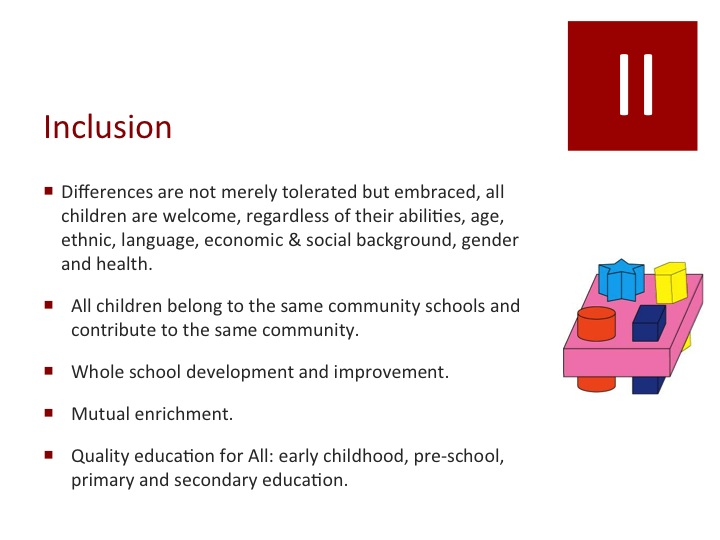 II
Inclusion
Differences are not merely tolerated but embraced, all
children are welcome, regardless of their abilities, age,
ethnic, language, economic & social background, gender
and health.
All children belong to the same community schools and
contribute to the same community.
Whole school development and improvement.
Mutual enrichment.
Quality education for All: early childhood, pre-school,
primary and secondary education.